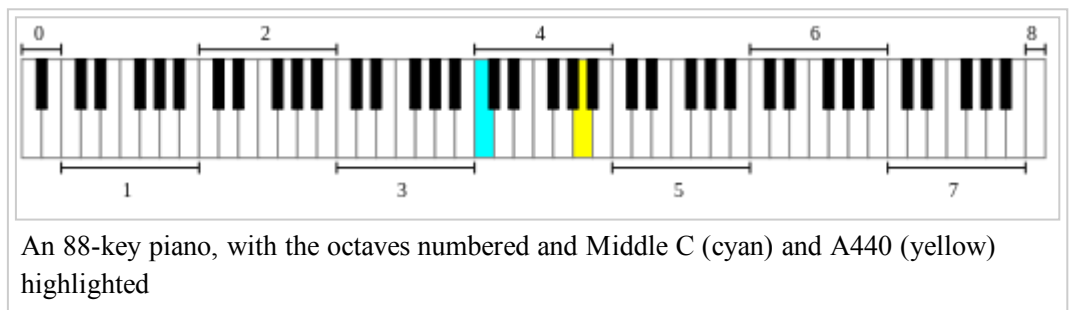 0 2 4 6 8
1 3 5 7
An 88-key piano, with the octaves numbered and Middle C (cyan) and A440 (yellow)
highlighted